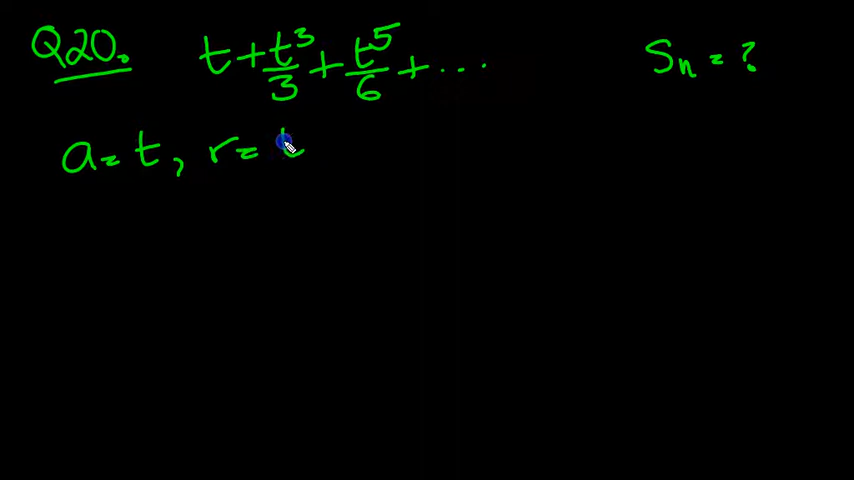 Q20. t + t³/3 + t⁵/6 + ... Sₙ = ?
a = t, r = t